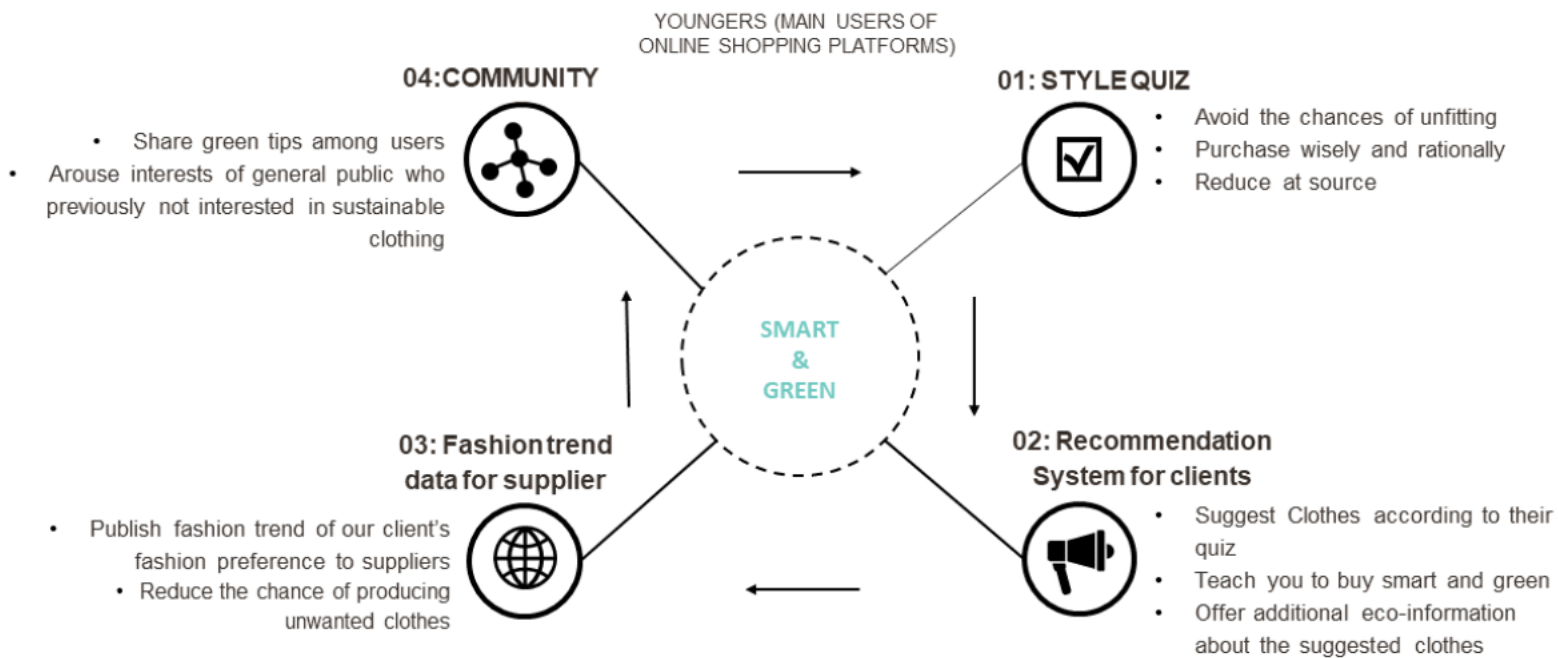 YOUNGERS (MAIN USERS OF
ONLINE SHOPPING PLATFORMS)
04:COMMUNITY
• Share green tips among users
• Arouse interests of general public who
previously not interested in sustainable
clothing
01: STYLE QUIZ
• Avoid the chances of unfitting
• Purchase wisely and rationally
• Reduce at source
SMART
&
GREEN
03: Fashion trend
data for supplier
• Publish fashion trend of our client's
fashion preference to suppliers
• Reduce the chance of producing
unwanted clothes
02: Recommendation
System for clients
• Suggest Clothes according to their
quiz
• Teach you to buy smart and green
• Offer additional eco-information
about the suggested clothes